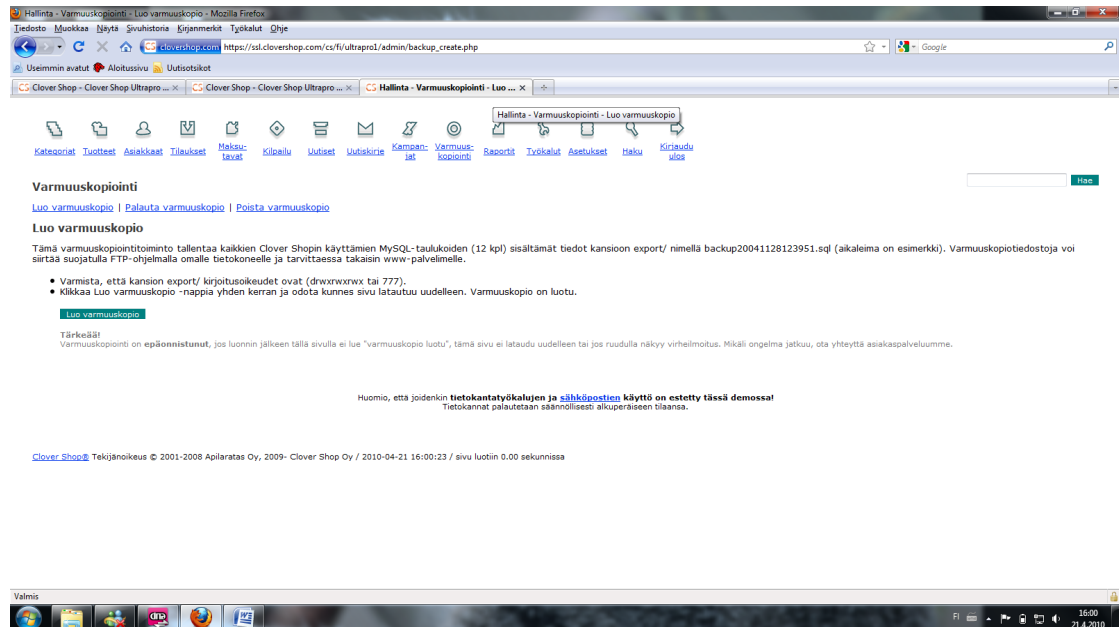 Hallinta - Varmuuskopiointi - Luo varmuuskopio - Mozilla Firefox
Tiedosto Muokkaa Näytä Sivuhistoria Kirjanmerkit Työkalut Ohje
clovershop.com https://ssl.clovershop.com/cs/fi/ultrapro1/admin/backup_create.php Google
Useimmin avatut Aloitussivu Uutisotsikot
Clover Shop - Clover Shop Ultrapro ... Clover Shop - Clover Shop Ultrapro ... Hallinta - Varmuuskopiointi - Luo ...
Hallinta - Varmuuskopiointi - Luo varmuuskopio
Kategoriat Tuotteet Asiakkaat Tilaukset Maksu-tavat Kilpailu Uutiset Uutiskirje Kampan-jat Varmuus-kopiointi Raportit Työkalut Asetukset Haku Kirjaudu ulos
Varmuuskopiointi
Hae
Luo varmuuskopio | Palauta varmuuskopio | Poista varmuuskopio
Luo varmuuskopio
Tämä varmuuskopiointitoiminto tallentaa kaikkien Clover Shopin käyttämien MySQL-taulukoiden (12 kpl) sisältämät tiedot kansioon export/ nimellä backup20041128123951.sql (aikaleima on esimerkki). Varmuuskopiotiedostoja voi
siirtää suojatulla FTP-ohjelmalla omalle tietokoneelle ja tarvittaessa takaisin www-palvelimelle.
• Varmista, että kansion export/ kirjoitusoikeudet ovat (drwxrwxrwx tai 777).
• Klikkaa Luo varmuuskopio -nappia yhden kerran ja odota kunnes sivu latautuu uudelleen. Varmuuskopio on luotu.
Luo varmuuskopio
Tärkeää!
Varmuuskopiointi on epäonnistunut, jos luonnin jälkeen tällä sivulla ei lue "varmuuskopio luotu", tämä sivu ei lataudu uudelleen tai jos ruudulla näkyy virheilmoitus. Mikäli ongelma jatkuu, ota yhteyttä asiakaspalveluumme.
Huomio, että joidenkin tietokantatyökalujen ja sähköpostien käyttö on estetty tässä demossa!
Tietokannat palautetaan säännöllisesti alkuperäiseen tilaansa.
Clover Shop® Tekijänoikeus © 2001-2008 Apilaratas Oy, 2009- Clover Shop Oy / 2010-04-21 16:00:23 / sivu luotiin 0.00 sekunnissa
Valmis
FI 16:00
21.4.2010